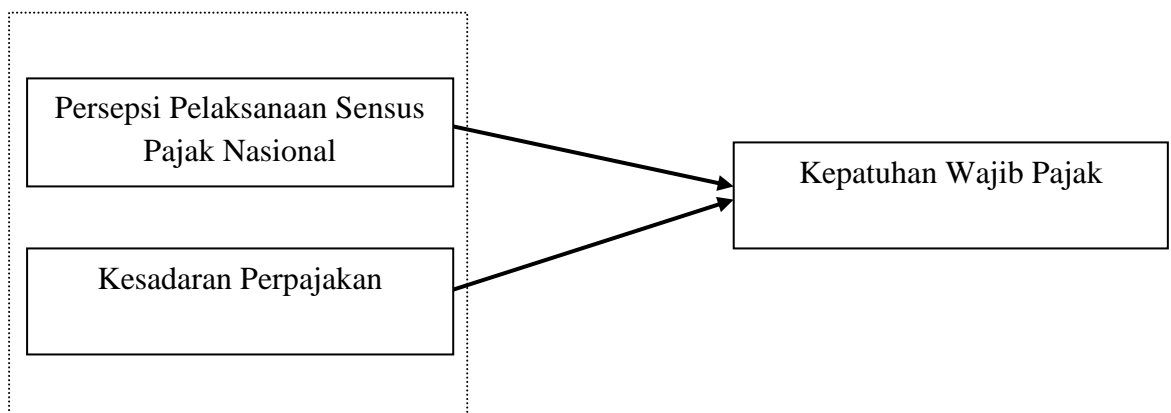 Persepsi Pelaksanaan Sensus
Pajak Nasional
Kepatuhan Wajib Pajak
Kesadaran Perpajakan